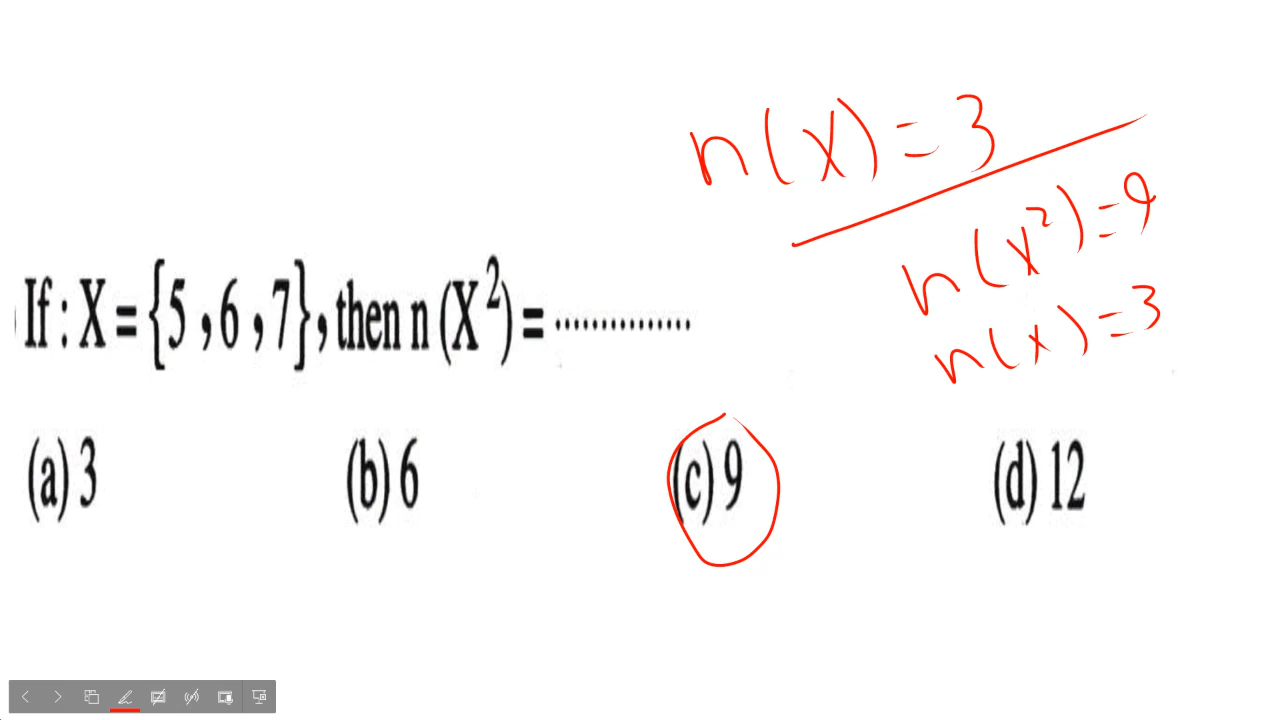 n(X)=3
n(X²)=9
n(X)=3
If : X = {5 , 6 , 7} , then n (X²) = ...............
(a) 3 (b) 6 (c) 9 (d) 12